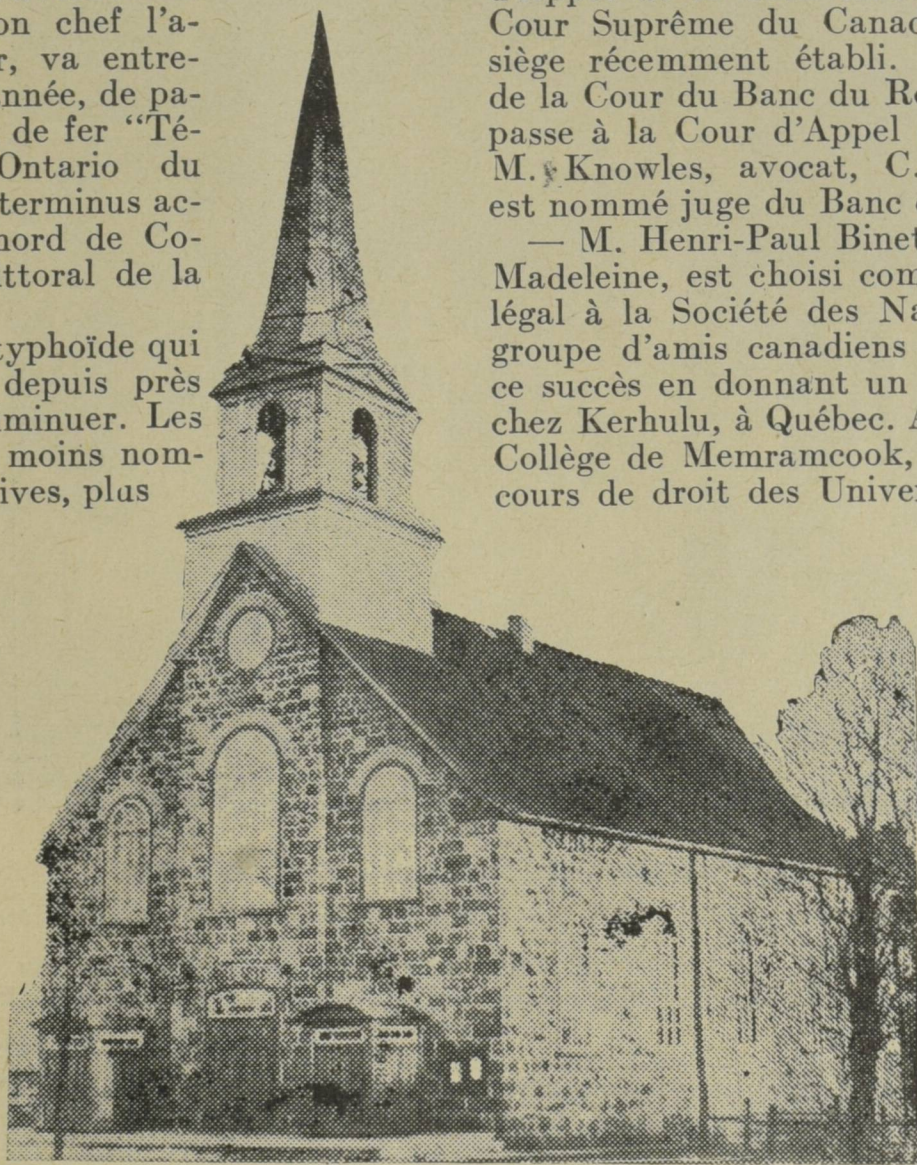 on chef l'a-
r, va entre-
nnée, de pa-
de fer “Té-
Ontario du
terminus ac-
nord de Co-
ttoral de la
typhoïde qui
depuis près
minuer. Les
moins nom-
ives, plus
Cour Suprême du Canad
siège récemment établi.
de la Cour du Banc du R
passe à la Cour d'Appel
M. Knowles, avocat, C.
est nommé juge du Banc
— M. Henri-Paul Binet
Madeleine, est choisi com
légal à la Société des Na
groupe d'amis canadiens
ce succès en donnant un
chez Kerhulu, à Québec. A
Collège de Memramcook,
cours de droit des Univer